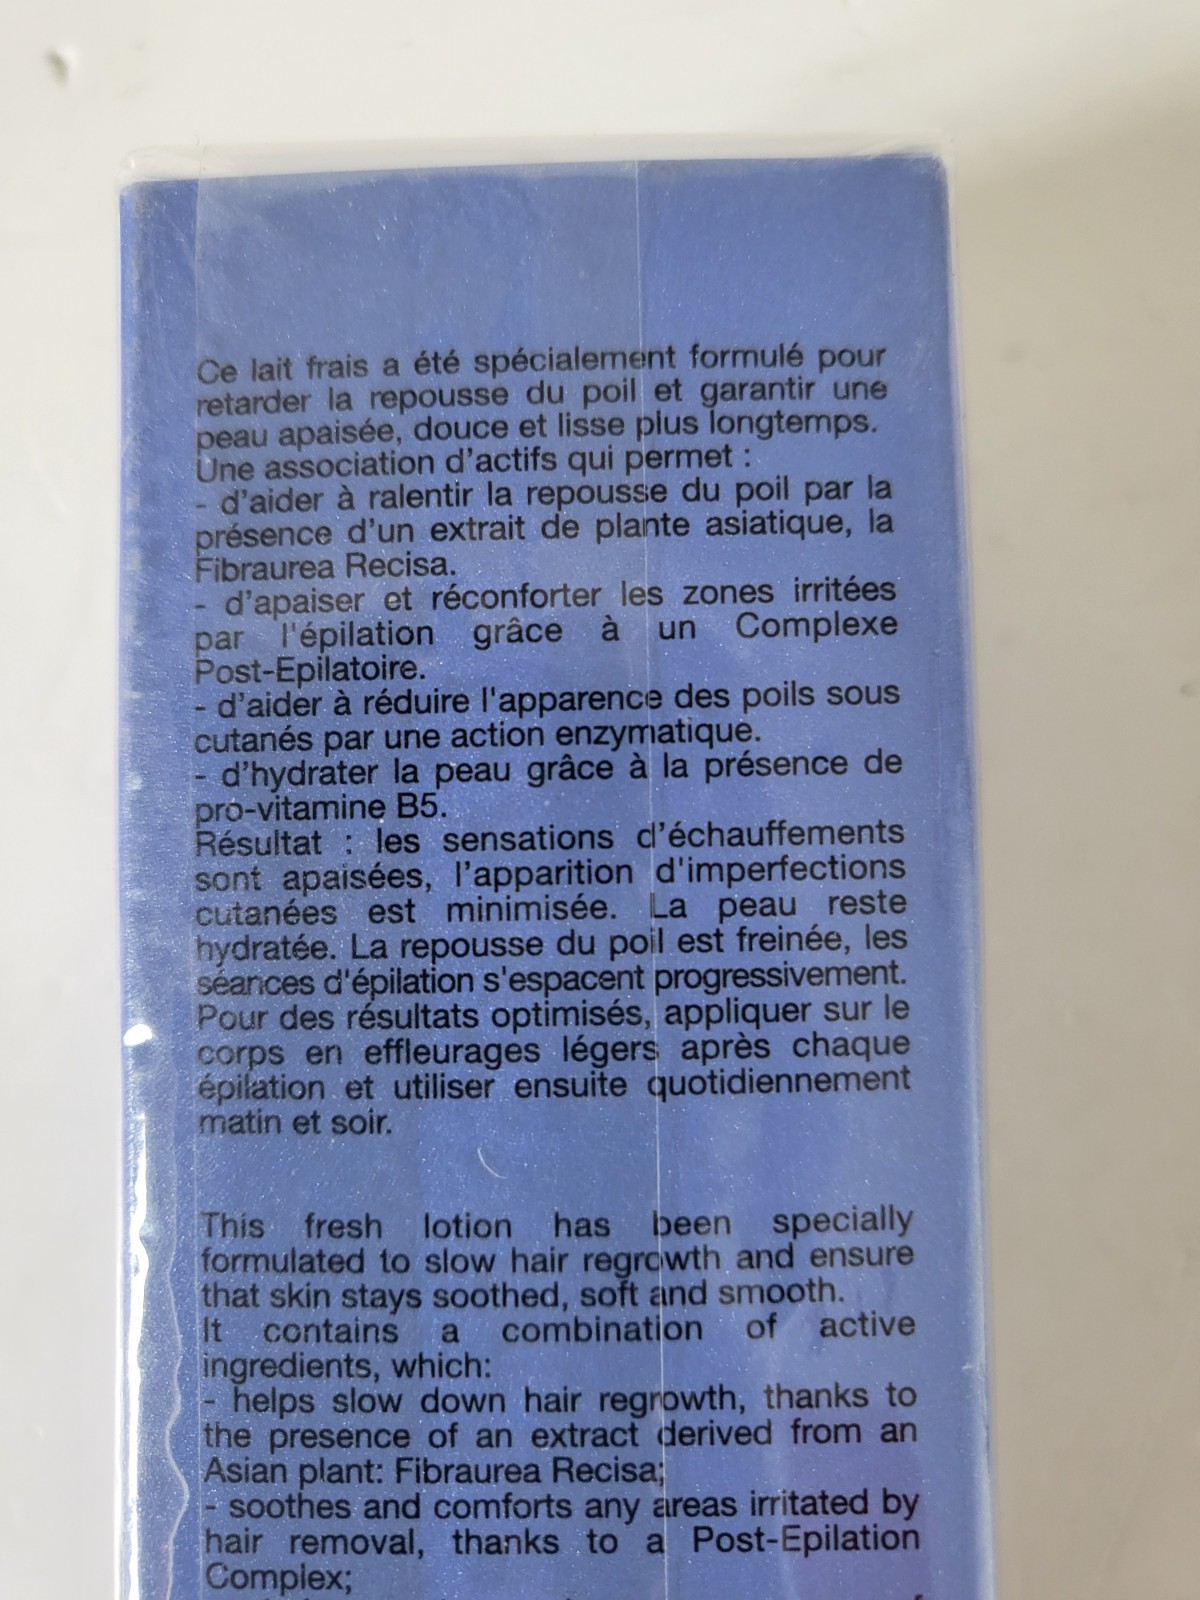 Ce lait frais a été spécialement formulé pour
retarder la repousse du poil et garantir une
peau apaisée, douce et lisse plus longtemps.
Une association d'actifs qui permet :
- d'aider à ralentir la repousse du poil par la
présence d'un extrait de plante asiatique, la
Fibraurea Recisa.
- d'apaiser et réconforter les zones irritées
par l'épilation grâce à un Complexe
Post-Epilatoire.
- d'aider à réduire l'apparence des poils sous
cutanés par une action enzymatique.
- d'hydrater la peau grâce à la présence de
pro-vitamine B5.
Résultat : les sensations d'échauffements
sont apaisées, l'apparition d'imperfections
cutanées est minimisée. La peau reste
hydratée. La repousse du poil est freinée, les
séances d'épilation s'espacent progressivement.
Pour des résultats optimisés, appliquer sur le
corps en effleurages légers après chaque
épilation et utiliser ensuite quotidiennement
matin et soir.
This fresh lotion has been specially
formulated to slow hair regrowth and ensure
that skin stays soothed, soft and smooth.
It contains a combination of active
ingredients, which:
- helps slow down hair regrowth, thanks to
the presence of an extract derived from an
Asian plant: Fibraurea Recisa;
- soothes and comforts any areas irritated by
hair removal, thanks to a Post-Epilation
Complex;